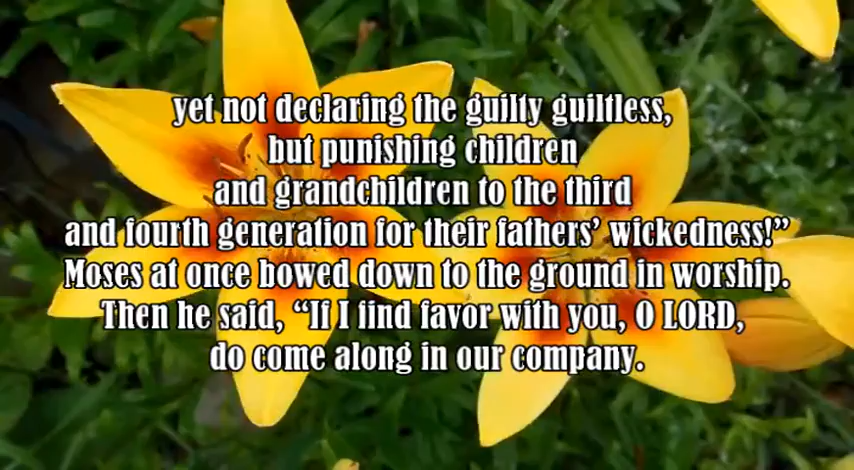 yet not declaring the guilty guiltless,
but punishing children
and grandchildren to the third
and fourth generation for their fathers’ wickedness!”
Moses at once bowed down to the ground in worship.
Then he said, “If I find favor with you, O LORD,
do come along in our company.